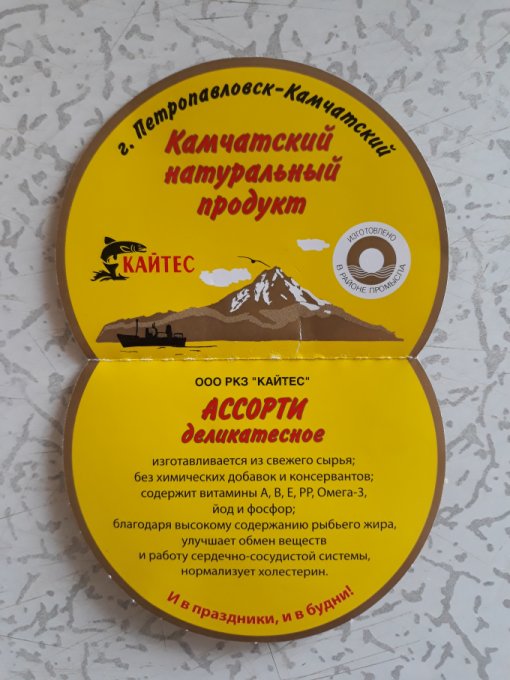 г. Петропавловск-Камчатский
Камчатский
натуральный
продукт
КАЙТЕС
ИЗГОТОВЛЕНО
В РАЙОНЕ ПРОМЫСЛА
ООО РКЗ "КАЙТЕС"
АССОРТИ
деликатесное
изготавливается из свежего сырья;
без химических добавок и консервантов;
содержит витамины А, В, Е, РР, Омега-3,
йод и фосфор;
благодаря высокому содержанию рыбьего жира,
улучшает обмен веществ
и работу сердечно-сосудистой системы,
нормализует холестерин.
И в праздники, и в будни!